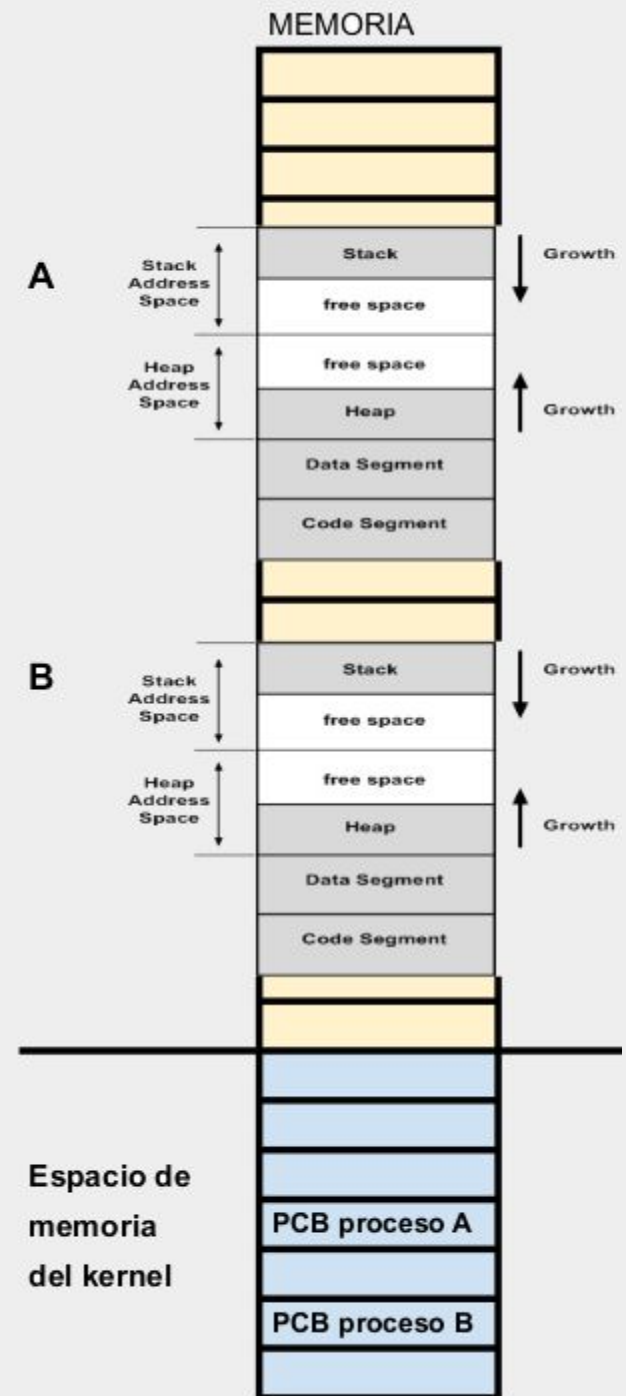 MEMORIA
A
Stack
Address
Space
Stack
Growth
free space
Heap
Address
Space
free space
Heap
Growth
Data Segment
Code Segment
B
Stack
Address
Space
Stack
Growth
free space
Heap
Address
Space
free space
Heap
Growth
Data Segment
Code Segment
Espacio de
memoria
del kernel
PCB proceso A
PCB proceso B